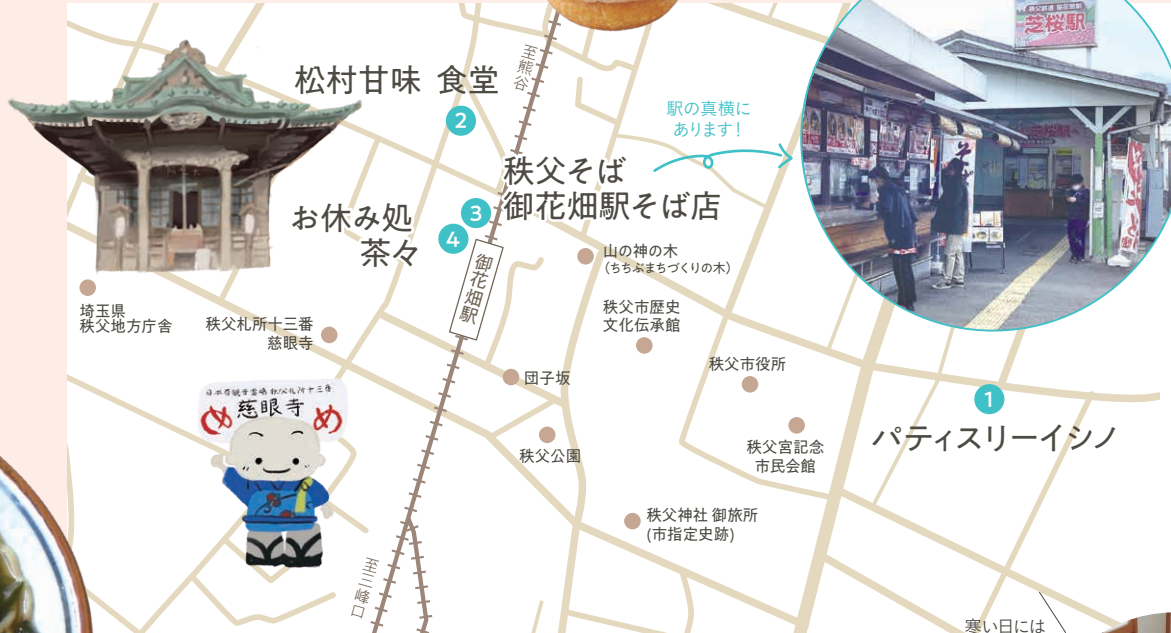 至熊谷
松村甘味 食堂
2
駅の真横に
あります!
芝桜駅
秩父そば
御花畑駅そば店
3
お休み処
茶々
4
御花畑駅
山の神の木
(ちちぶまちづくりの木)
埼玉県
秩父地方庁舎
秩父札所十三番
慈眼寺
秩父市歴史
文化伝承館
団子坂
秩父市役所
1
パティスリーイシノ
慈眼寺
め
め
秩父公園
秩父宮記念
市民会館
秩父神社 御旅所
(市指定史跡)
至三峰口
寒い日には